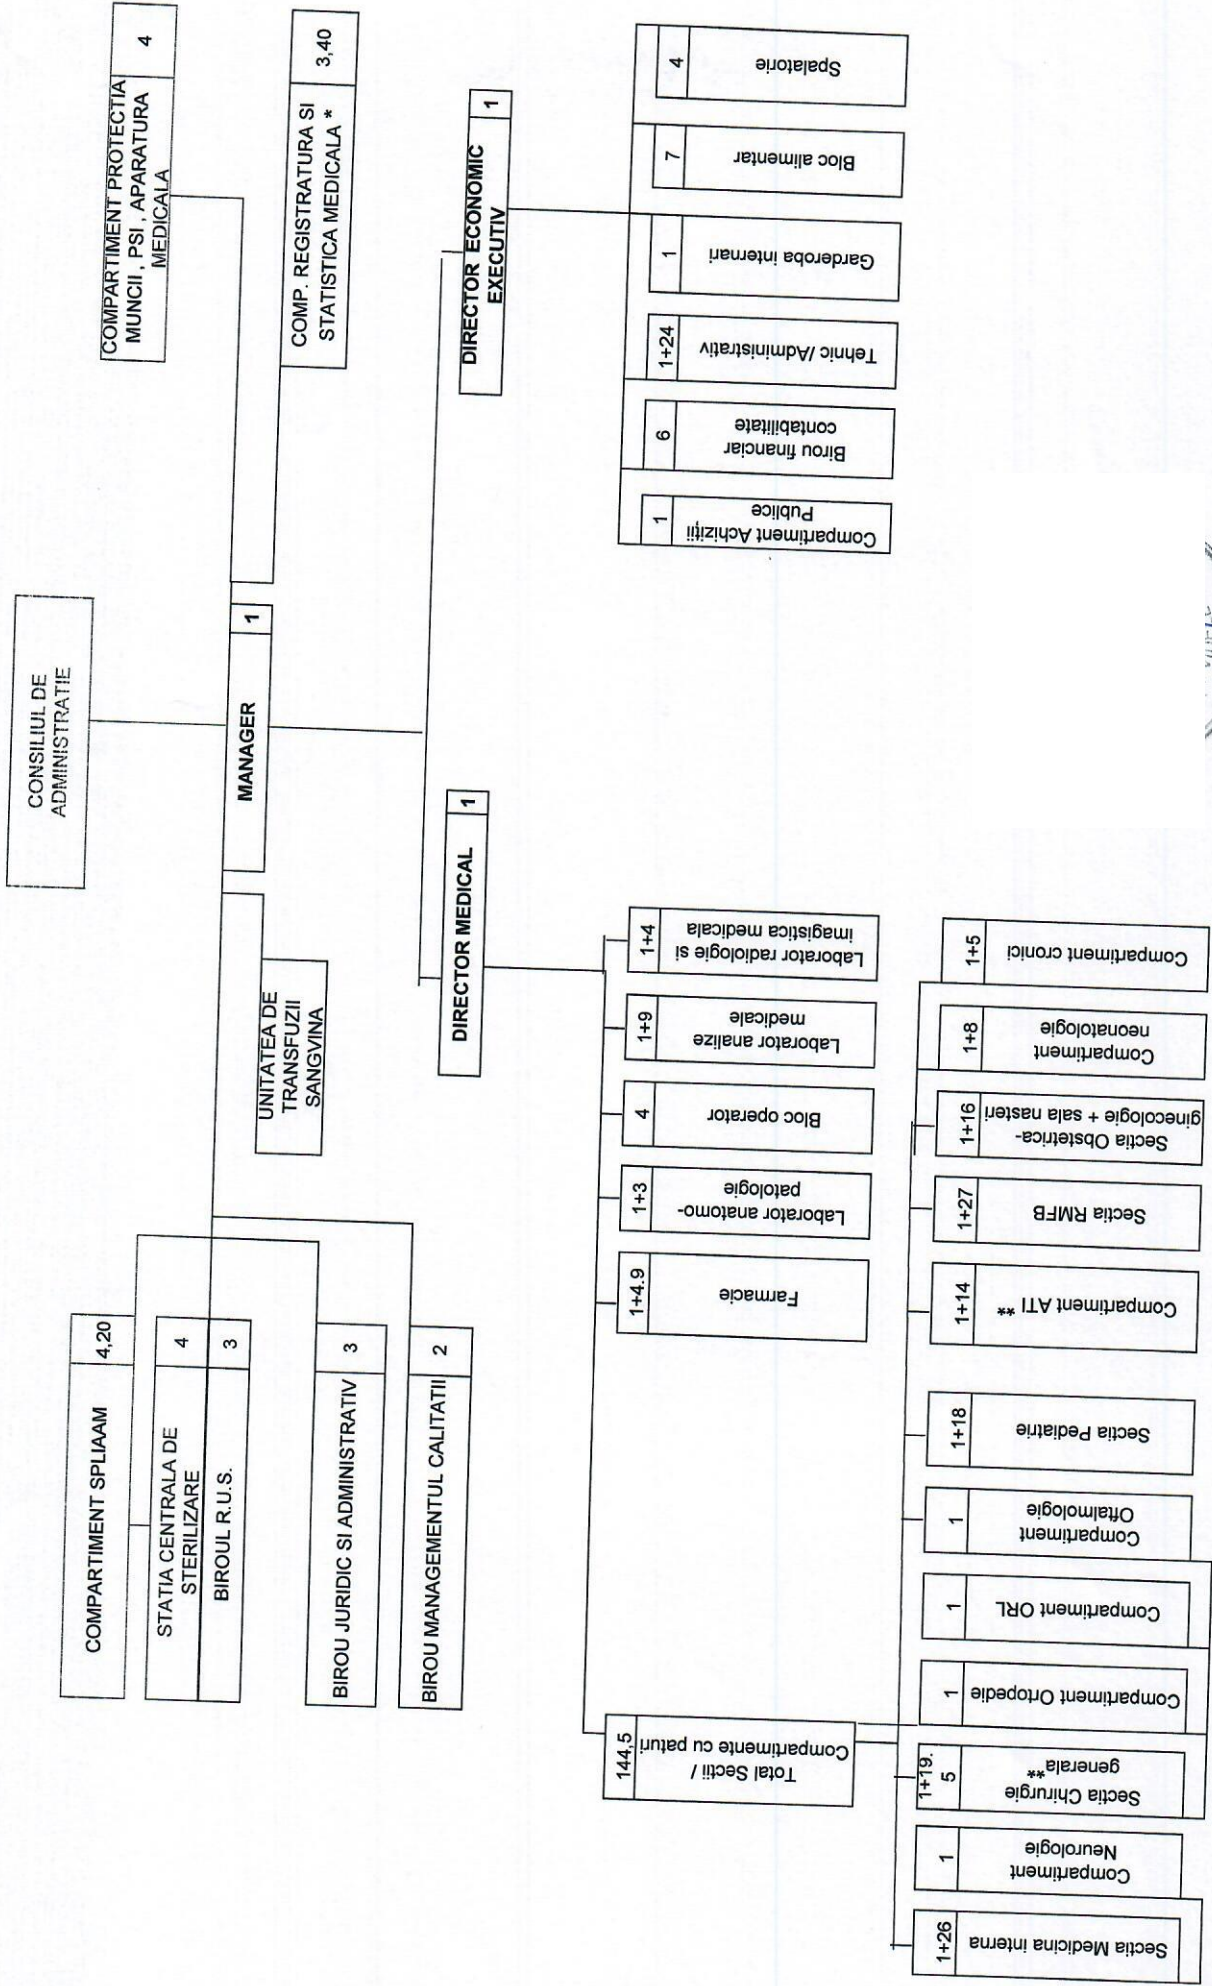 CONSILIUL DE
ADMINISTRATIE
MANAGER
1
COMPARTIMENT PROTECTIA
MUNCII, PSI, APARATURA
MEDICALA
4
COMP. REGISTRATURA SI
STATISTICA MEDICALA *
3,40
UNITATEA DE
TRANSFUZII
SANGVINA
COMPARTIMENT SPLIAAM
4,20
STATIA CENTRALA DE
STERILIZARE
4
BIROUL R.U.S.
3
BIROU JURIDIC SI ADMINISTRATIV
3
BIROU MANAGEMENTUL CALITATII
2
DIRECTOR MEDICAL
1
DIRECTOR ECONOMIC
EXECUTIV
1
144,5
Total Sectii /
Compartimente cu paturi
1+4.9
Farmacie
1+3
Laborator anatomo-
patologie
4
Bloc operator
1+9
Laborator analize
medicale
1+4
Laborator radiologie si
imagistica medicala
1
Compartiment Achiziții
Publice
6
Birou financiar
contabilitate
1+24
Tehnic /Administrativ
1
Garderoba internari
7
Bloc alimentar
4
Spalatorie
1+26
Sectia Medicina interna
1
Compartiment
Neurologie
1+19.
5
Sectia Chirurgie
generala**
1
Compartiment Ortopedie
1
Compartiment ORL
1
Compartiment
Oftalmologie
1+18
Sectia Pediatrie
1+14
Compartiment ATI **
1+27
Sectia RMFB
1+16
Sectia Obstetrica-
ginecologie + sala nasteri
1+8
Compartiment
neonatologie
1+5
Compartiment cronici